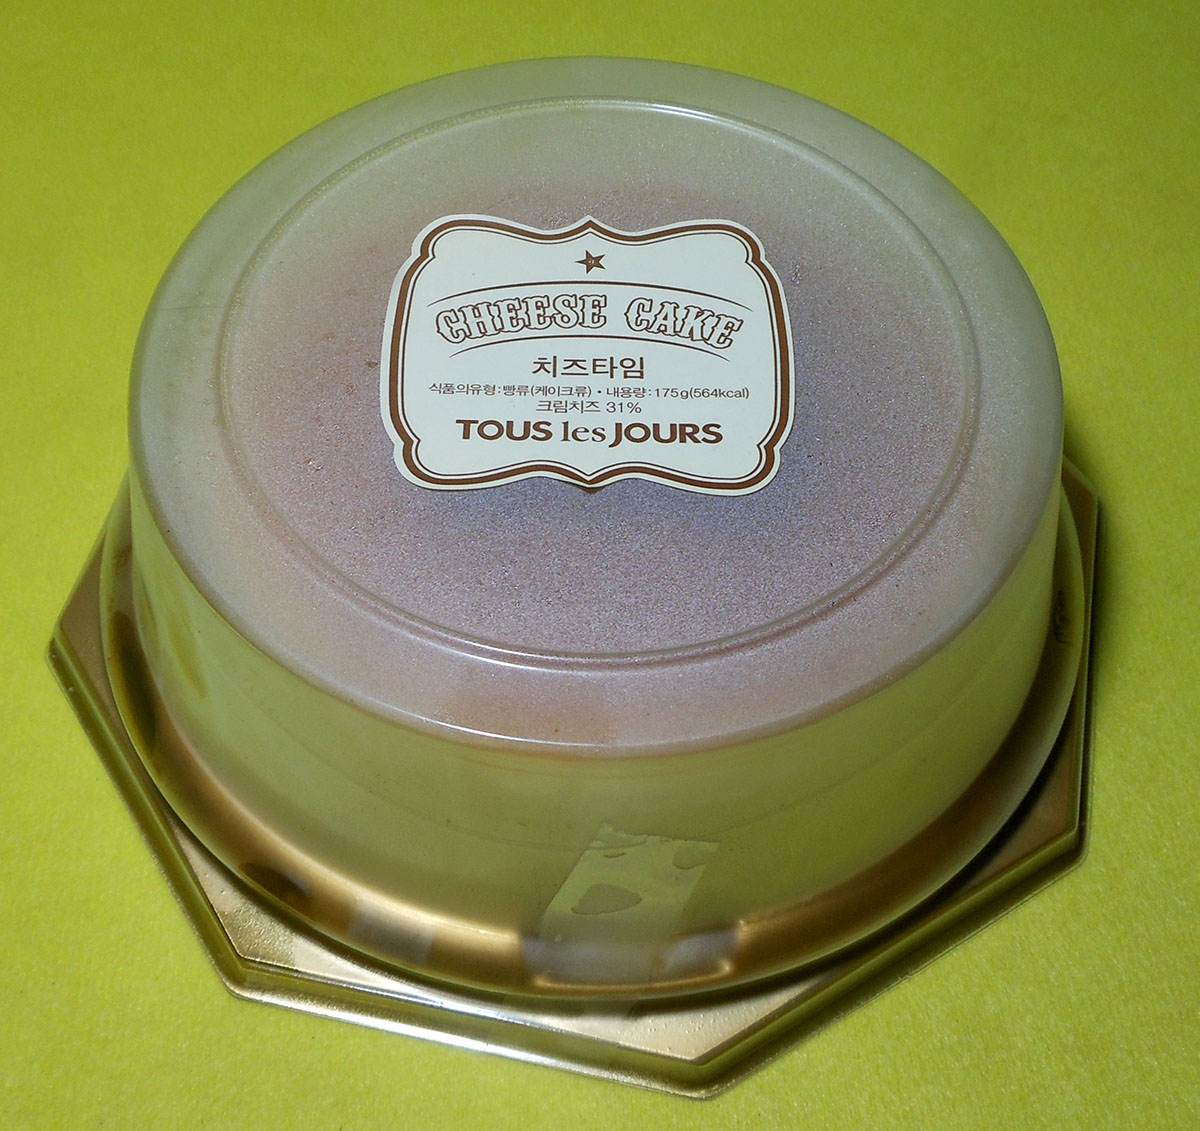 CHEESE CAKE
치즈타임
식품의유형:빵류(케이크류)•내용량:175g(564kcal)
크림치즈 31%
TOUS les JOURS